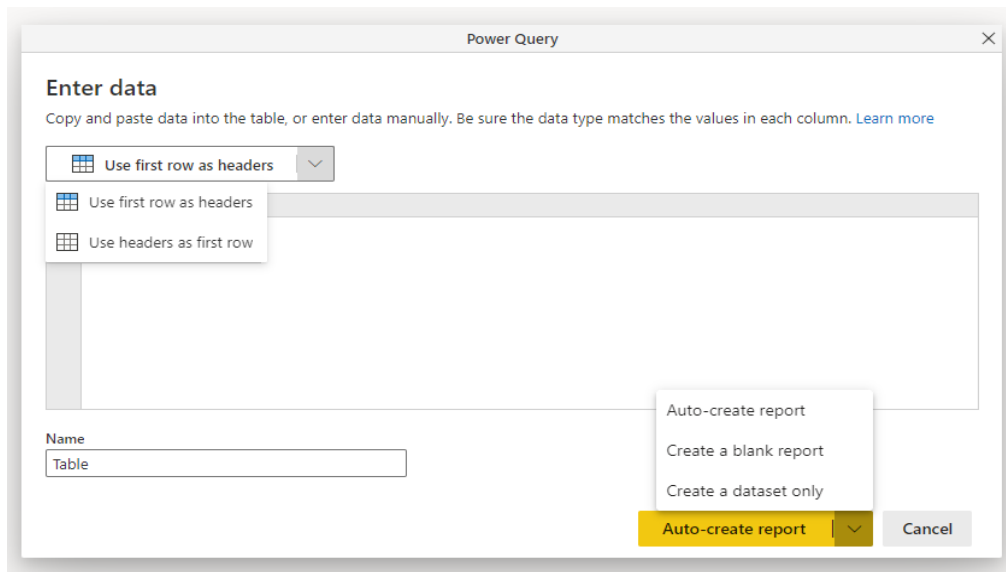 Power Query
Enter data
Copy and paste data into the table, or enter data manually. Be sure the data type matches the values in each column. Learn more
Use first row as headers
Use first row as headers
Use headers as first row
Auto-create report
Create a blank report
Create a dataset only
Name
Table
Auto-create report
Cancel